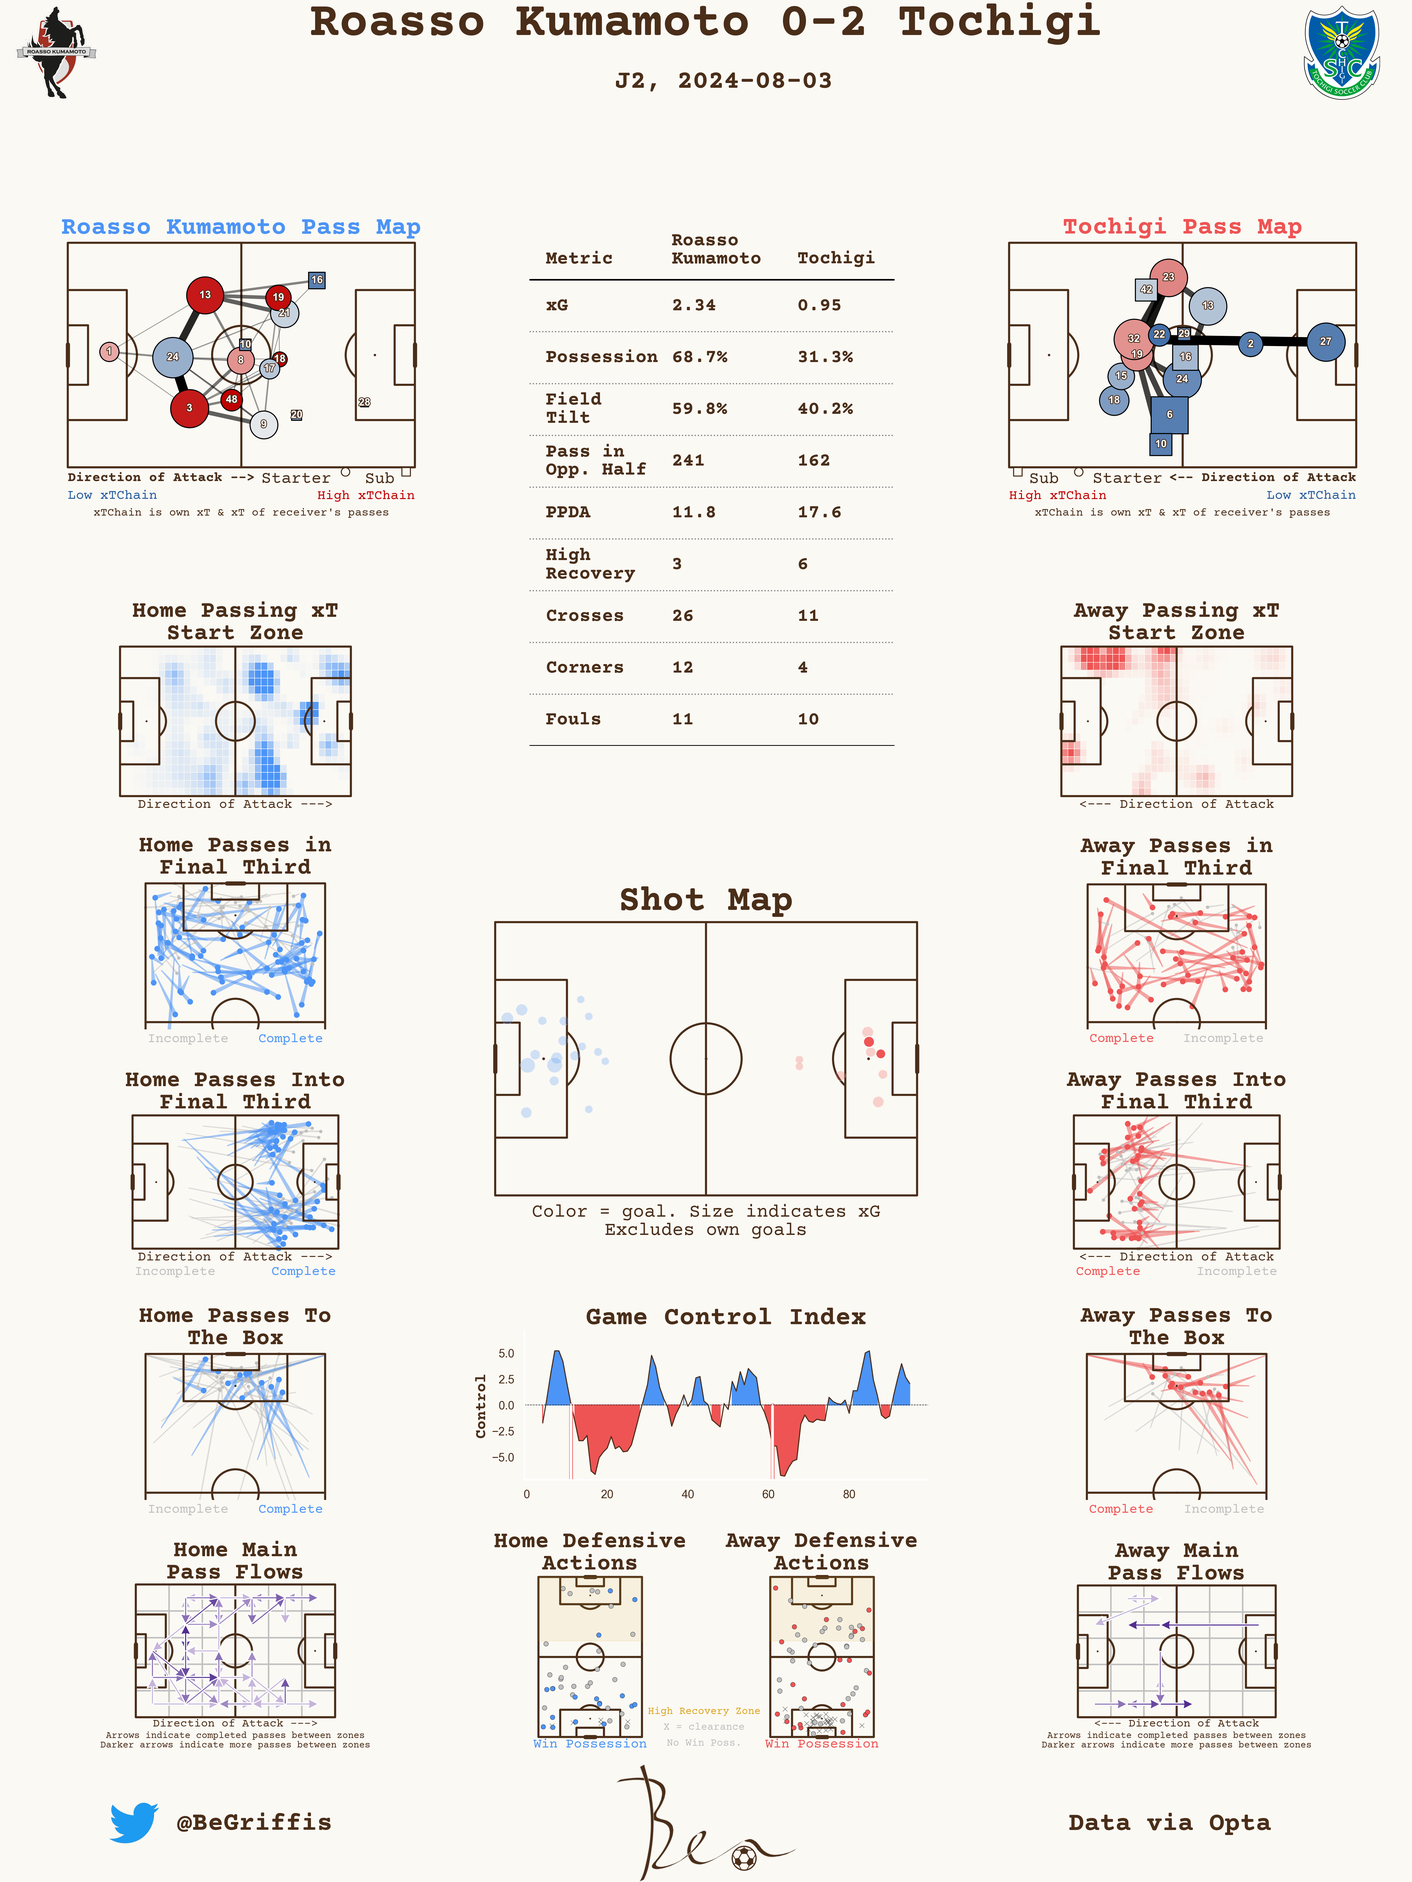 Roasso Kumamoto 0-2 Tochigi
J2, 2024-08-03
ROASSO KUMAMOTO
TOCHIGI
SC
TOCHIGI SOCCER CLUB
Roasso Kumamoto Pass Map
1
13
24
3
19
21
16
10
8
18
17
48
9
20
28
Direction of Attack --> Starter Sub
Low xTChain High xTChain
xTChain is own xT & xT of receiver's passes
Metric Roasso Kumamoto Tochigi
xG 2.34 0.95
Possession 68.7% 31.3%
Field Tilt 59.8% 40.2%
Pass in Opp. Half 241 162
PPDA 11.8 17.6
High Recovery 3 6
Crosses 26 11
Corners 12 4
Fouls 11 10
Tochigi Pass Map
23
42
13
32
22
29
2
27
19
16
15
24
18
6
10
Sub Starter <-- Direction of Attack
High xTChain Low xTChain
xTChain is own xT & xT of receiver's passes
Home Passing xT
Start Zone
Direction of Attack --->
Away Passing xT
Start Zone
<--- Direction of Attack
Home Passes in
Final Third
Incomplete Complete
Away Passes in
Final Third
Complete Incomplete
Shot Map
Color = goal. Size indicates xG
Excludes own goals
Home Passes Into
Final Third
Direction of Attack --->
Incomplete Complete
Away Passes Into
Final Third
<--- Direction of Attack
Complete Incomplete
Home Passes To
The Box
Incomplete Complete
Game Control Index
Control
5.0
2.5
0.0
−2.5
−5.0
0 20 40 60 80
Away Passes To
The Box
Complete Incomplete
Home Main
Pass Flows
Direction of Attack --->
Arrows indicate completed passes between zones
Darker arrows indicate more passes between zones
Home Defensive
Actions
Win Possession
High Recovery Zone
X = clearance
No Win Poss.
Away Defensive
Actions
Win Possession
Away Main
Pass Flows
<--- Direction of Attack
Arrows indicate completed passes between zones
Darker arrows indicate more passes between zones
@BeGriffis
Ben
Data via Opta